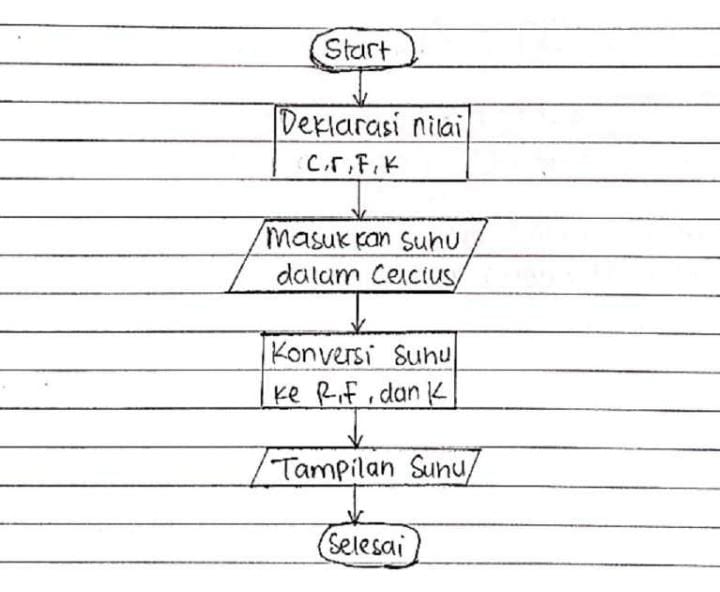 Start
Deklarasi nilai
C, r, F, K
Masukkan suhu
dalam Celcius
Konversi Suhu
ke R, F, dan K
Tampilan Suhu
Selesai